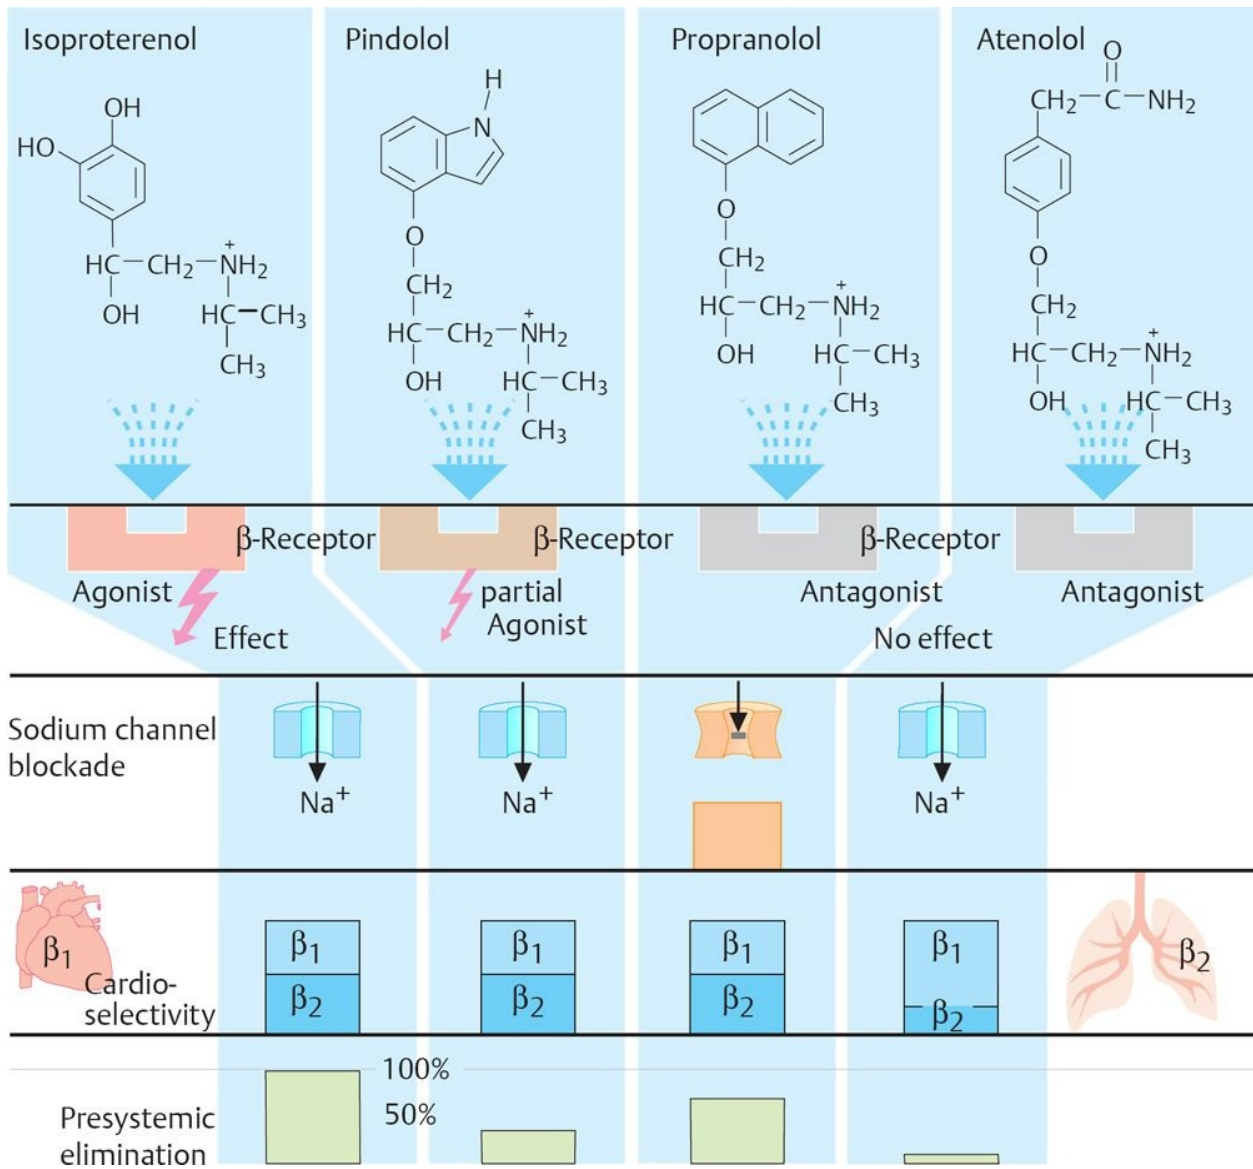 Isoproterenol
Pindolol
Propranolol
Atenolol
OH
HO
HC—CH₂—NH₂
+
OH
HC—CH₃
CH₃
H
N
O
CH₂
HC—CH₂—NH₂
+
OH
HC—CH₃
CH₃
O
CH₂
HC—CH₂—NH₂
+
OH
HC—CH₃
CH₃
O
CH₂—C—NH₂
O
CH₂
HC—CH₂—NH₂
+
OH
HC—CH₃
CH₃
β-Receptor
β-Receptor
β-Receptor
Agonist
partial
Agonist
Antagonist
Antagonist
Effect
No effect
Sodium channel
blockade
Na⁺
Na⁺
Na⁺
β₁
Cardio-
selectivity
β₁
β₂
β₁
β₂
β₁
β₂
β₁
β₂
β₂
Presystemic
elimination
100%
50%